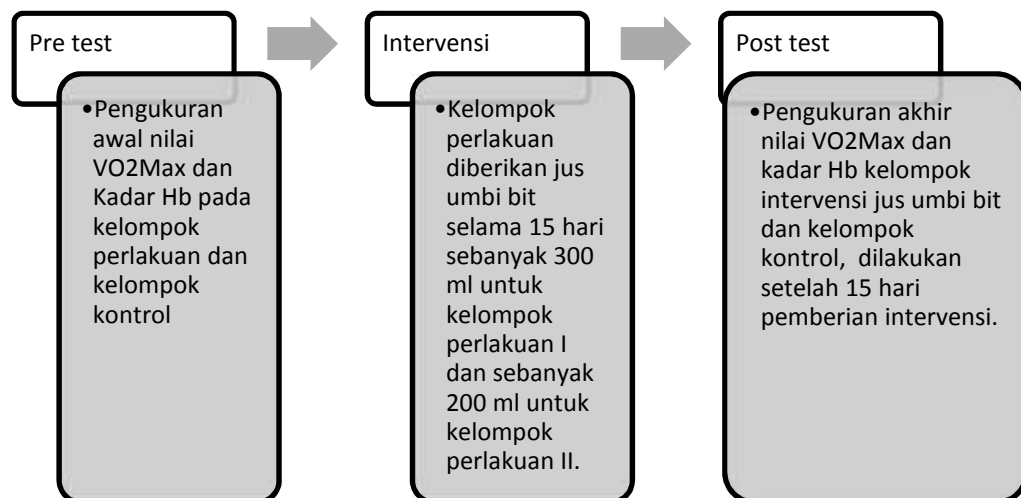 Pre test
•Pengukuran
awal nilai
VO2Max dan
Kadar Hb pada
kelompok
perlakuan dan
kelompok
kontrol
Intervensi
•Kelompok
perlakuan
diberikan jus
umbi bit
selama 15 hari
sebanyak 300
ml untuk
kelompok
perlakuan I
dan sebanyak
200 ml untuk
kelompok
perlakuan II.
Post test
•Pengukuran akhir
nilai VO2Max dan
kadar Hb kelompok
intervensi jus umbi bit
dan kelompok
kontrol, dilakukan
setelah 15 hari
pemberian intervensi.